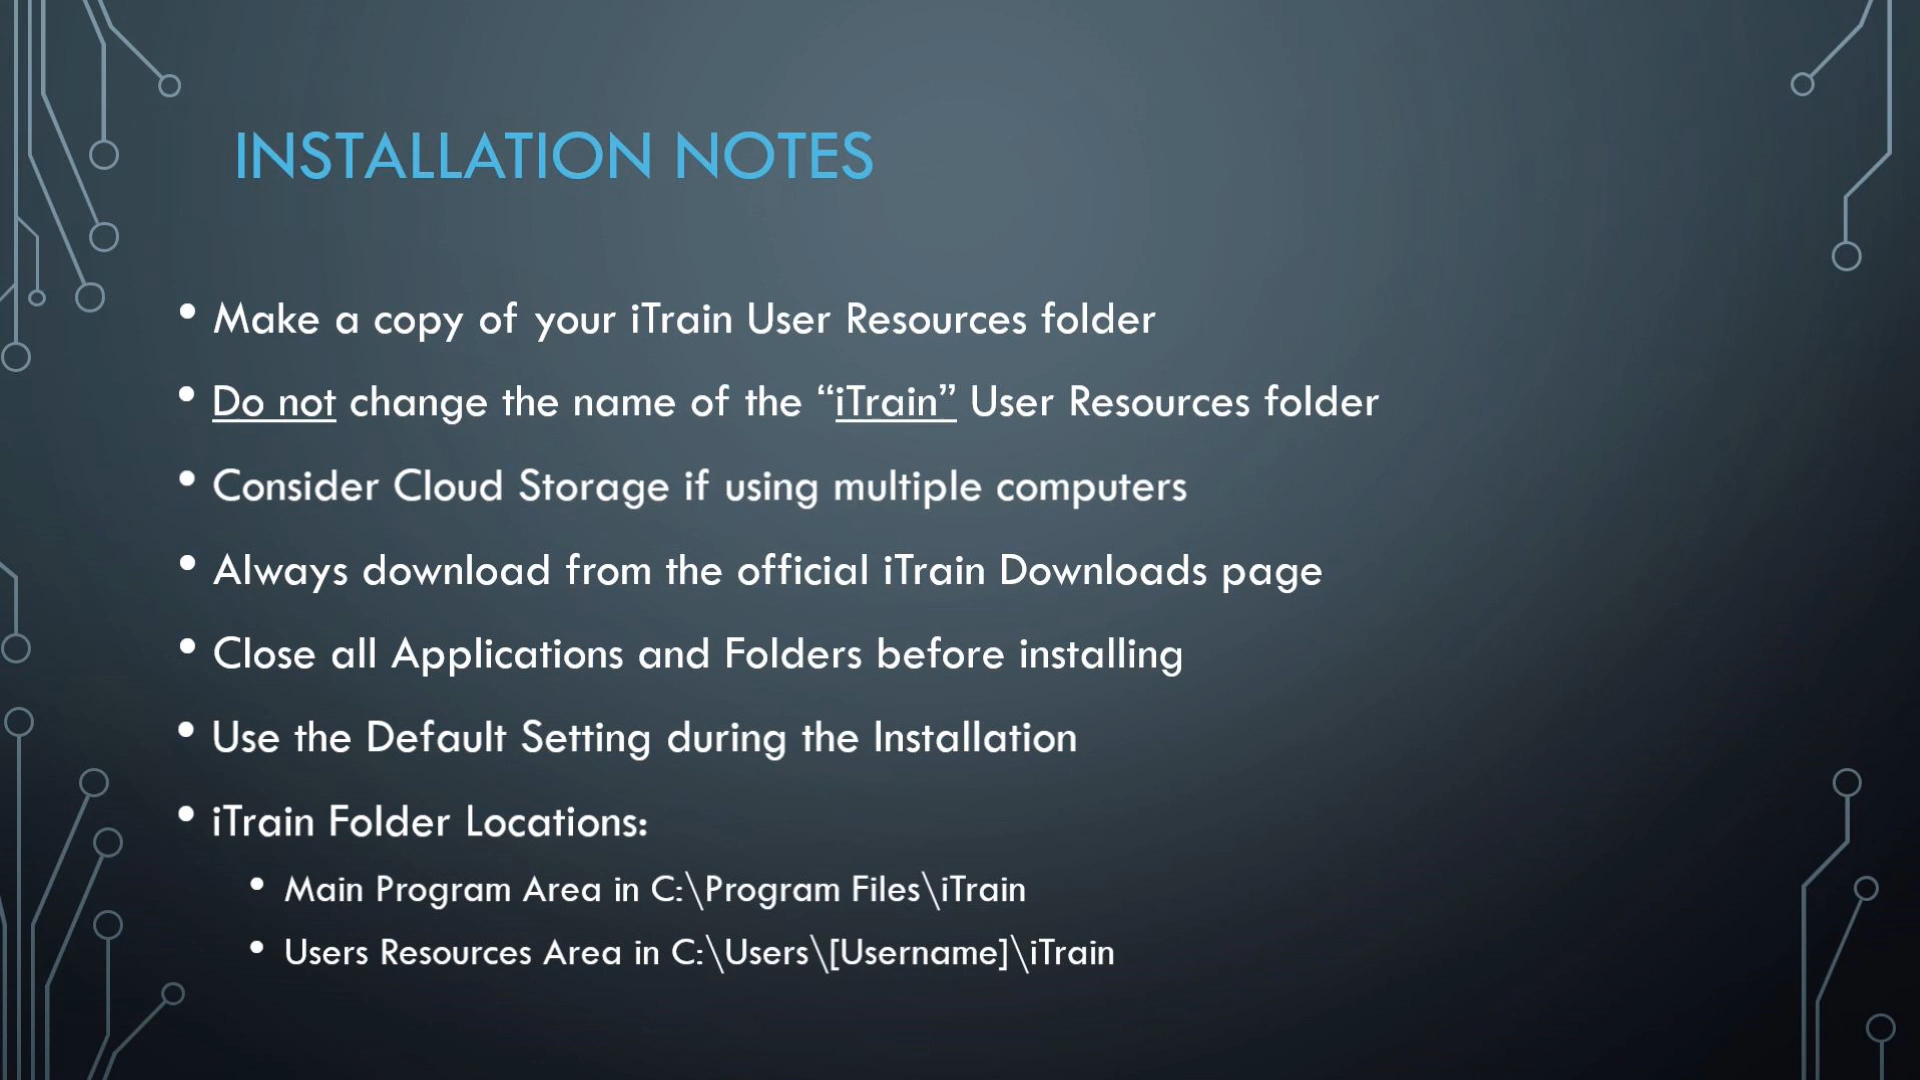 INSTALLATION NOTES
• Make a copy of your iTrain User Resources folder
• Do not change the name of the “iTrain” User Resources folder
• Consider Cloud Storage if using multiple computers
• Always download from the official iTrain Downloads page
• Close all Applications and Folders before installing
• Use the Default Setting during the Installation
• iTrain Folder Locations:
• Main Program Area in C:\Program Files\iTrain
• Users Resources Area in C:\Users\[Username]\iTrain